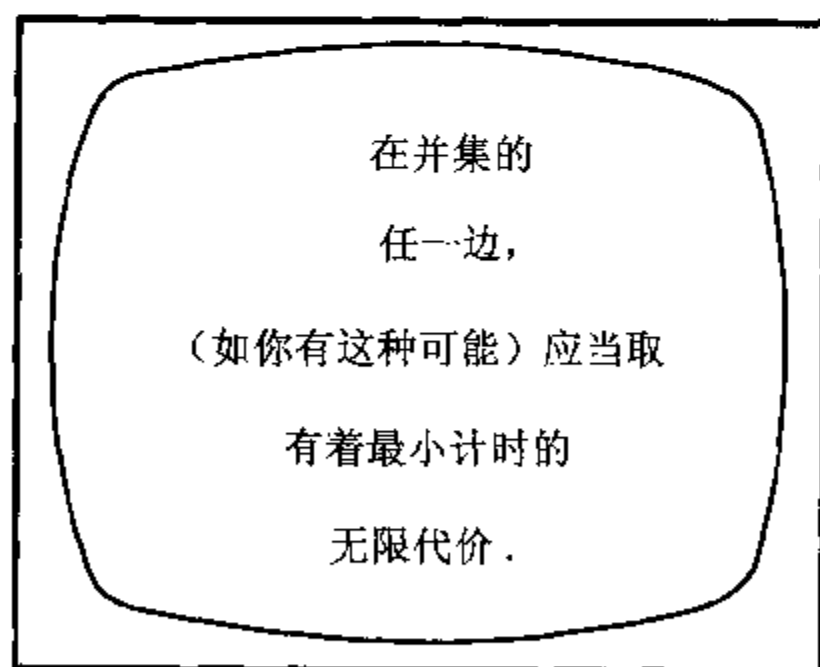 在并集的
任一边，
（如你有这种可能）应当取
有着最小计时的
无限代价．